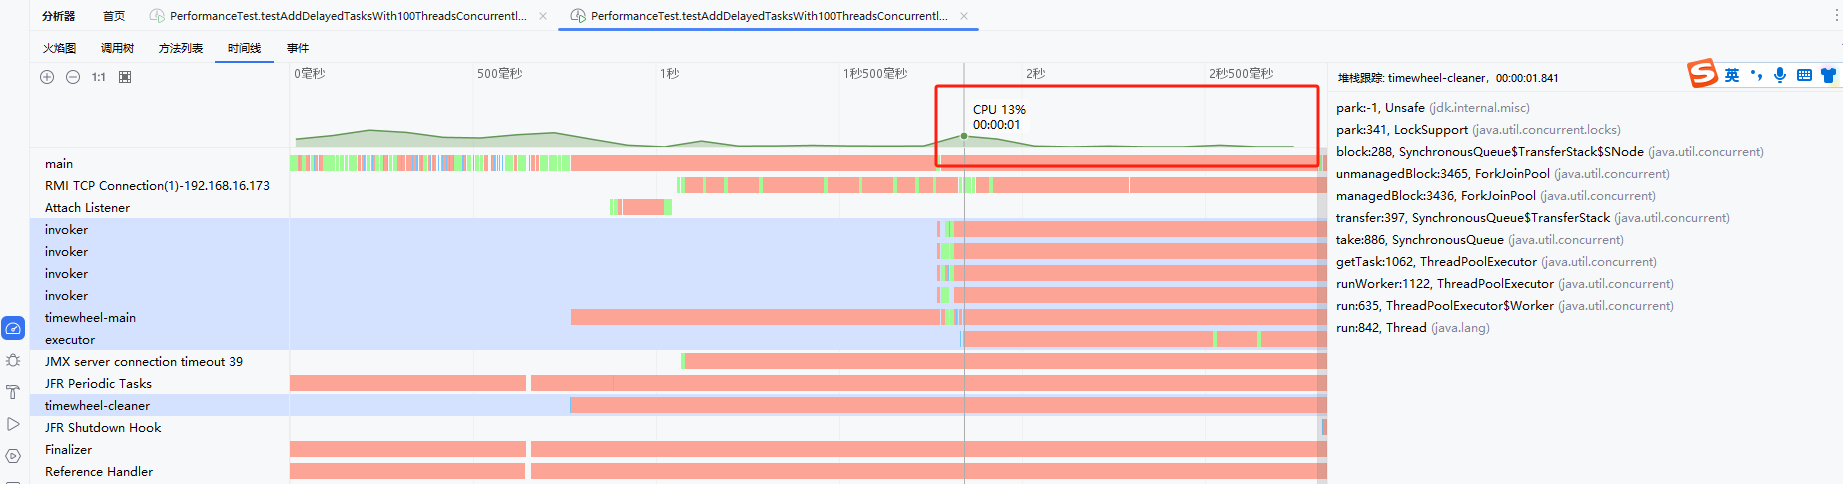 分析器 首页 PerformanceTest.testAddDelayedTasksWith100ThreadsConcurrentl... PerformanceTest.testAddDelayedTasksWith100ThreadsConcurrentl...
火焰图 调用树 方法列表 时间线 事件
1:1 0毫秒 500毫秒 1秒 1秒500毫秒 2秒 2秒500毫秒
堆栈跟踪: timewheel-cleaner, 00:00:01.841
英
CPU 13%
00:00:01
main
RMI TCP Connection(1)-192.168.16.173
Attach Listener
invoker
invoker
invoker
invoker
timewheel-main
executor
JMX server connection timeout 39
JFR Periodic Tasks
timewheel-cleaner
JFR Shutdown Hook
Finalizer
Reference Handler
park:-1, Unsafe (jdk.internal.misc)
park:341, LockSupport (java.util.concurrent.locks)
block:288, SynchronousQueue$TransferStack$SNode (java.util.concurrent)
unmanagedBlock:3465, ForkJoinPool (java.util.concurrent)
managedBlock:3436, ForkJoinPool (java.util.concurrent)
transfer:397, SynchronousQueue$TransferStack (java.util.concurrent)
take:886, SynchronousQueue (java.util.concurrent)
getTask:1062, ThreadPoolExecutor (java.util.concurrent)
runWorker:1122, ThreadPoolExecutor (java.util.concurrent)
run:635, ThreadPoolExecutor$Worker (java.util.concurrent)
run:842, Thread (java.lang)